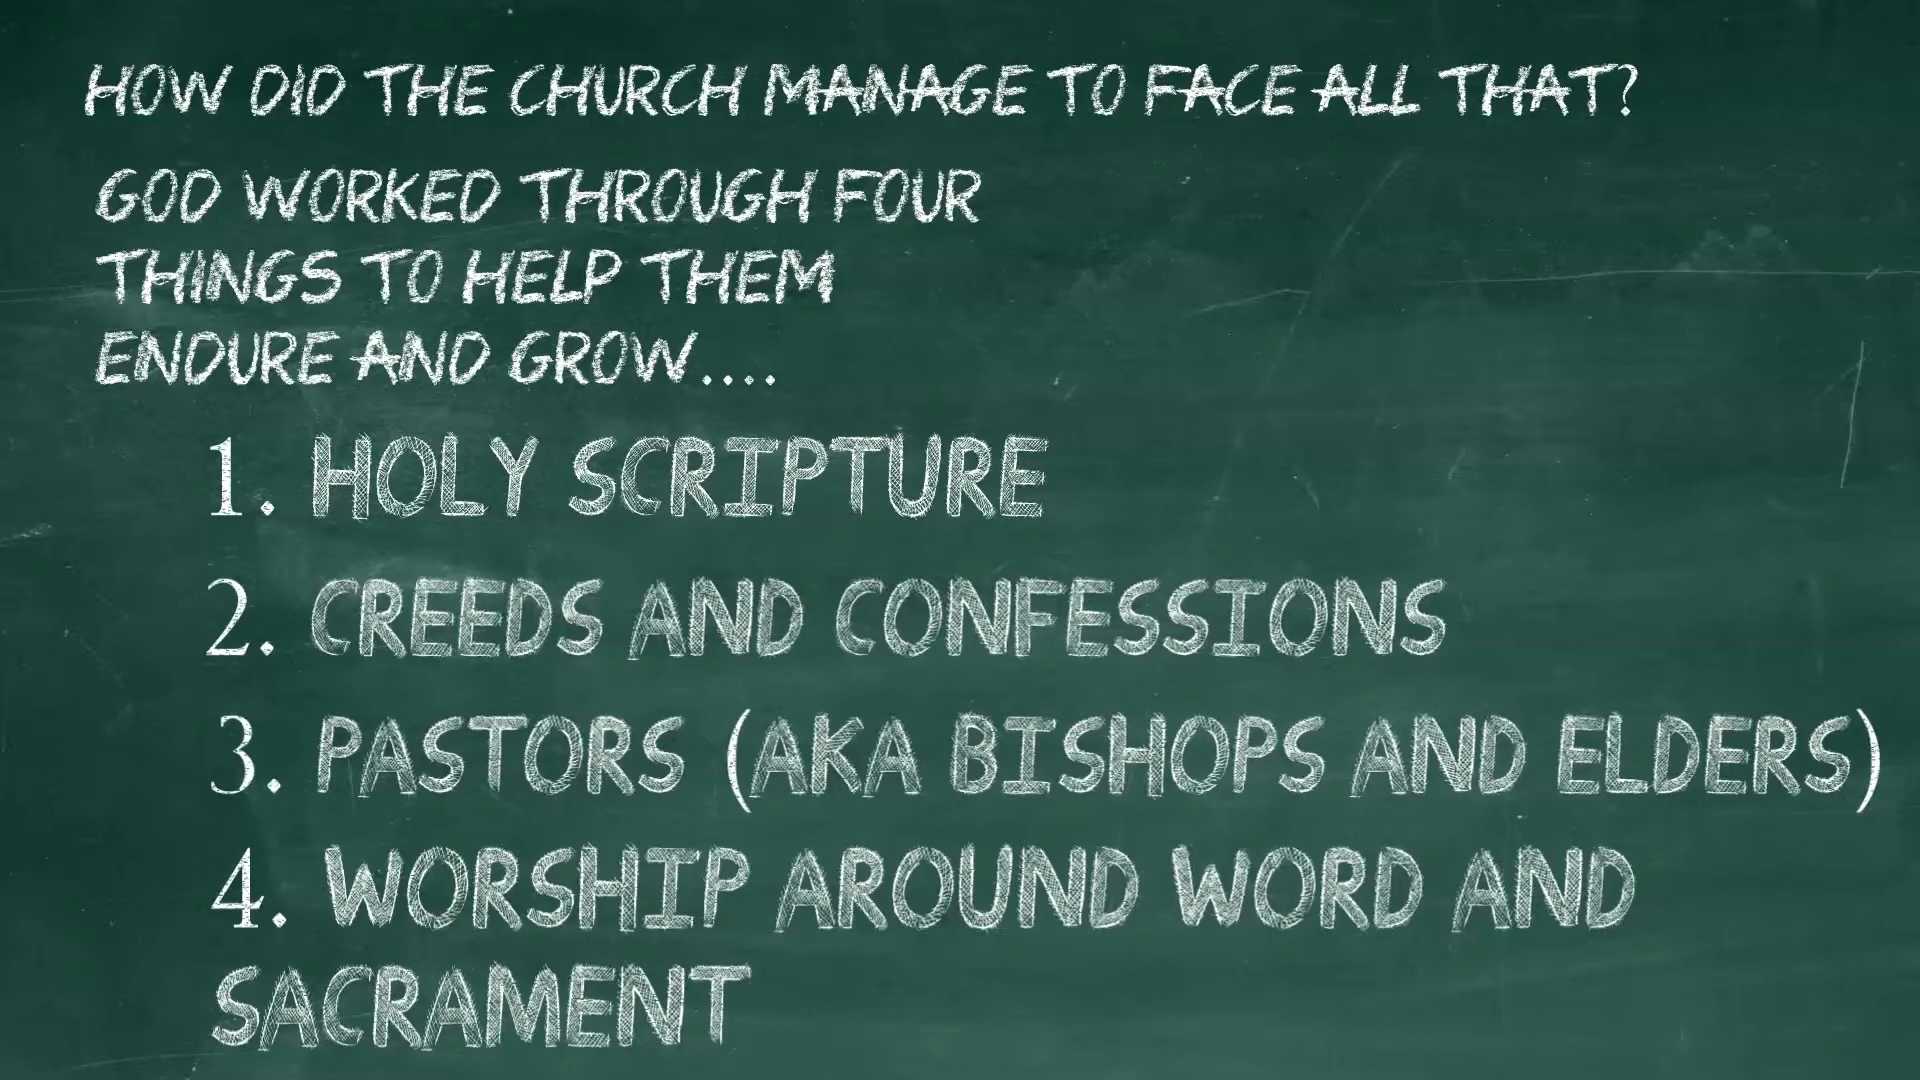 HOW DID THE CHURCH MANAGE TO FACE ALL THAT?
GOD WORKED THROUGH FOUR
THINGS TO HELP THEM
ENDURE AND GROW....
1. HOLY SCRIPTURE
2. CREEDS AND CONFESSIONS
3. PASTORS (AKA BISHOPS AND ELDERS)
4. WORSHIP AROUND WORD AND
SACRAMENT